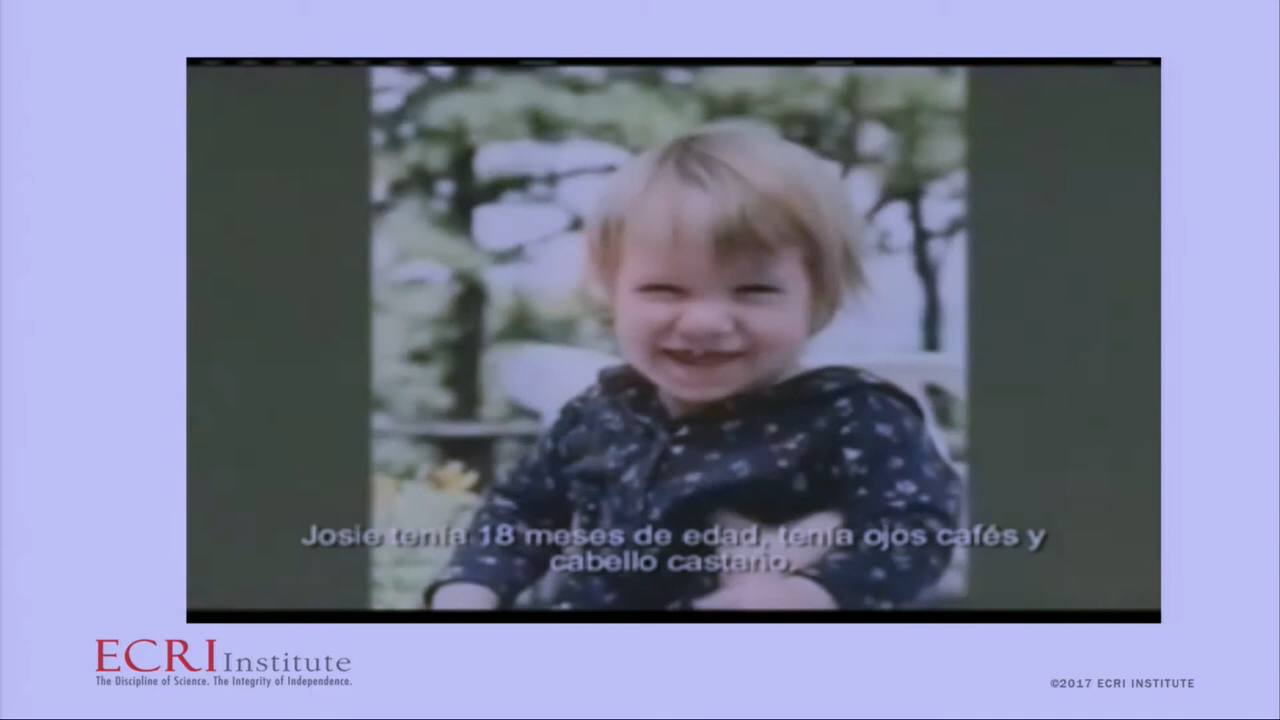 Josie tenía 18 meses de edad, tenía ojos cafés y
cabello castaño.
ECRI Institute
The Discipline of Science. The Integrity of Independence.
©2017 ECRI INSTITUTE